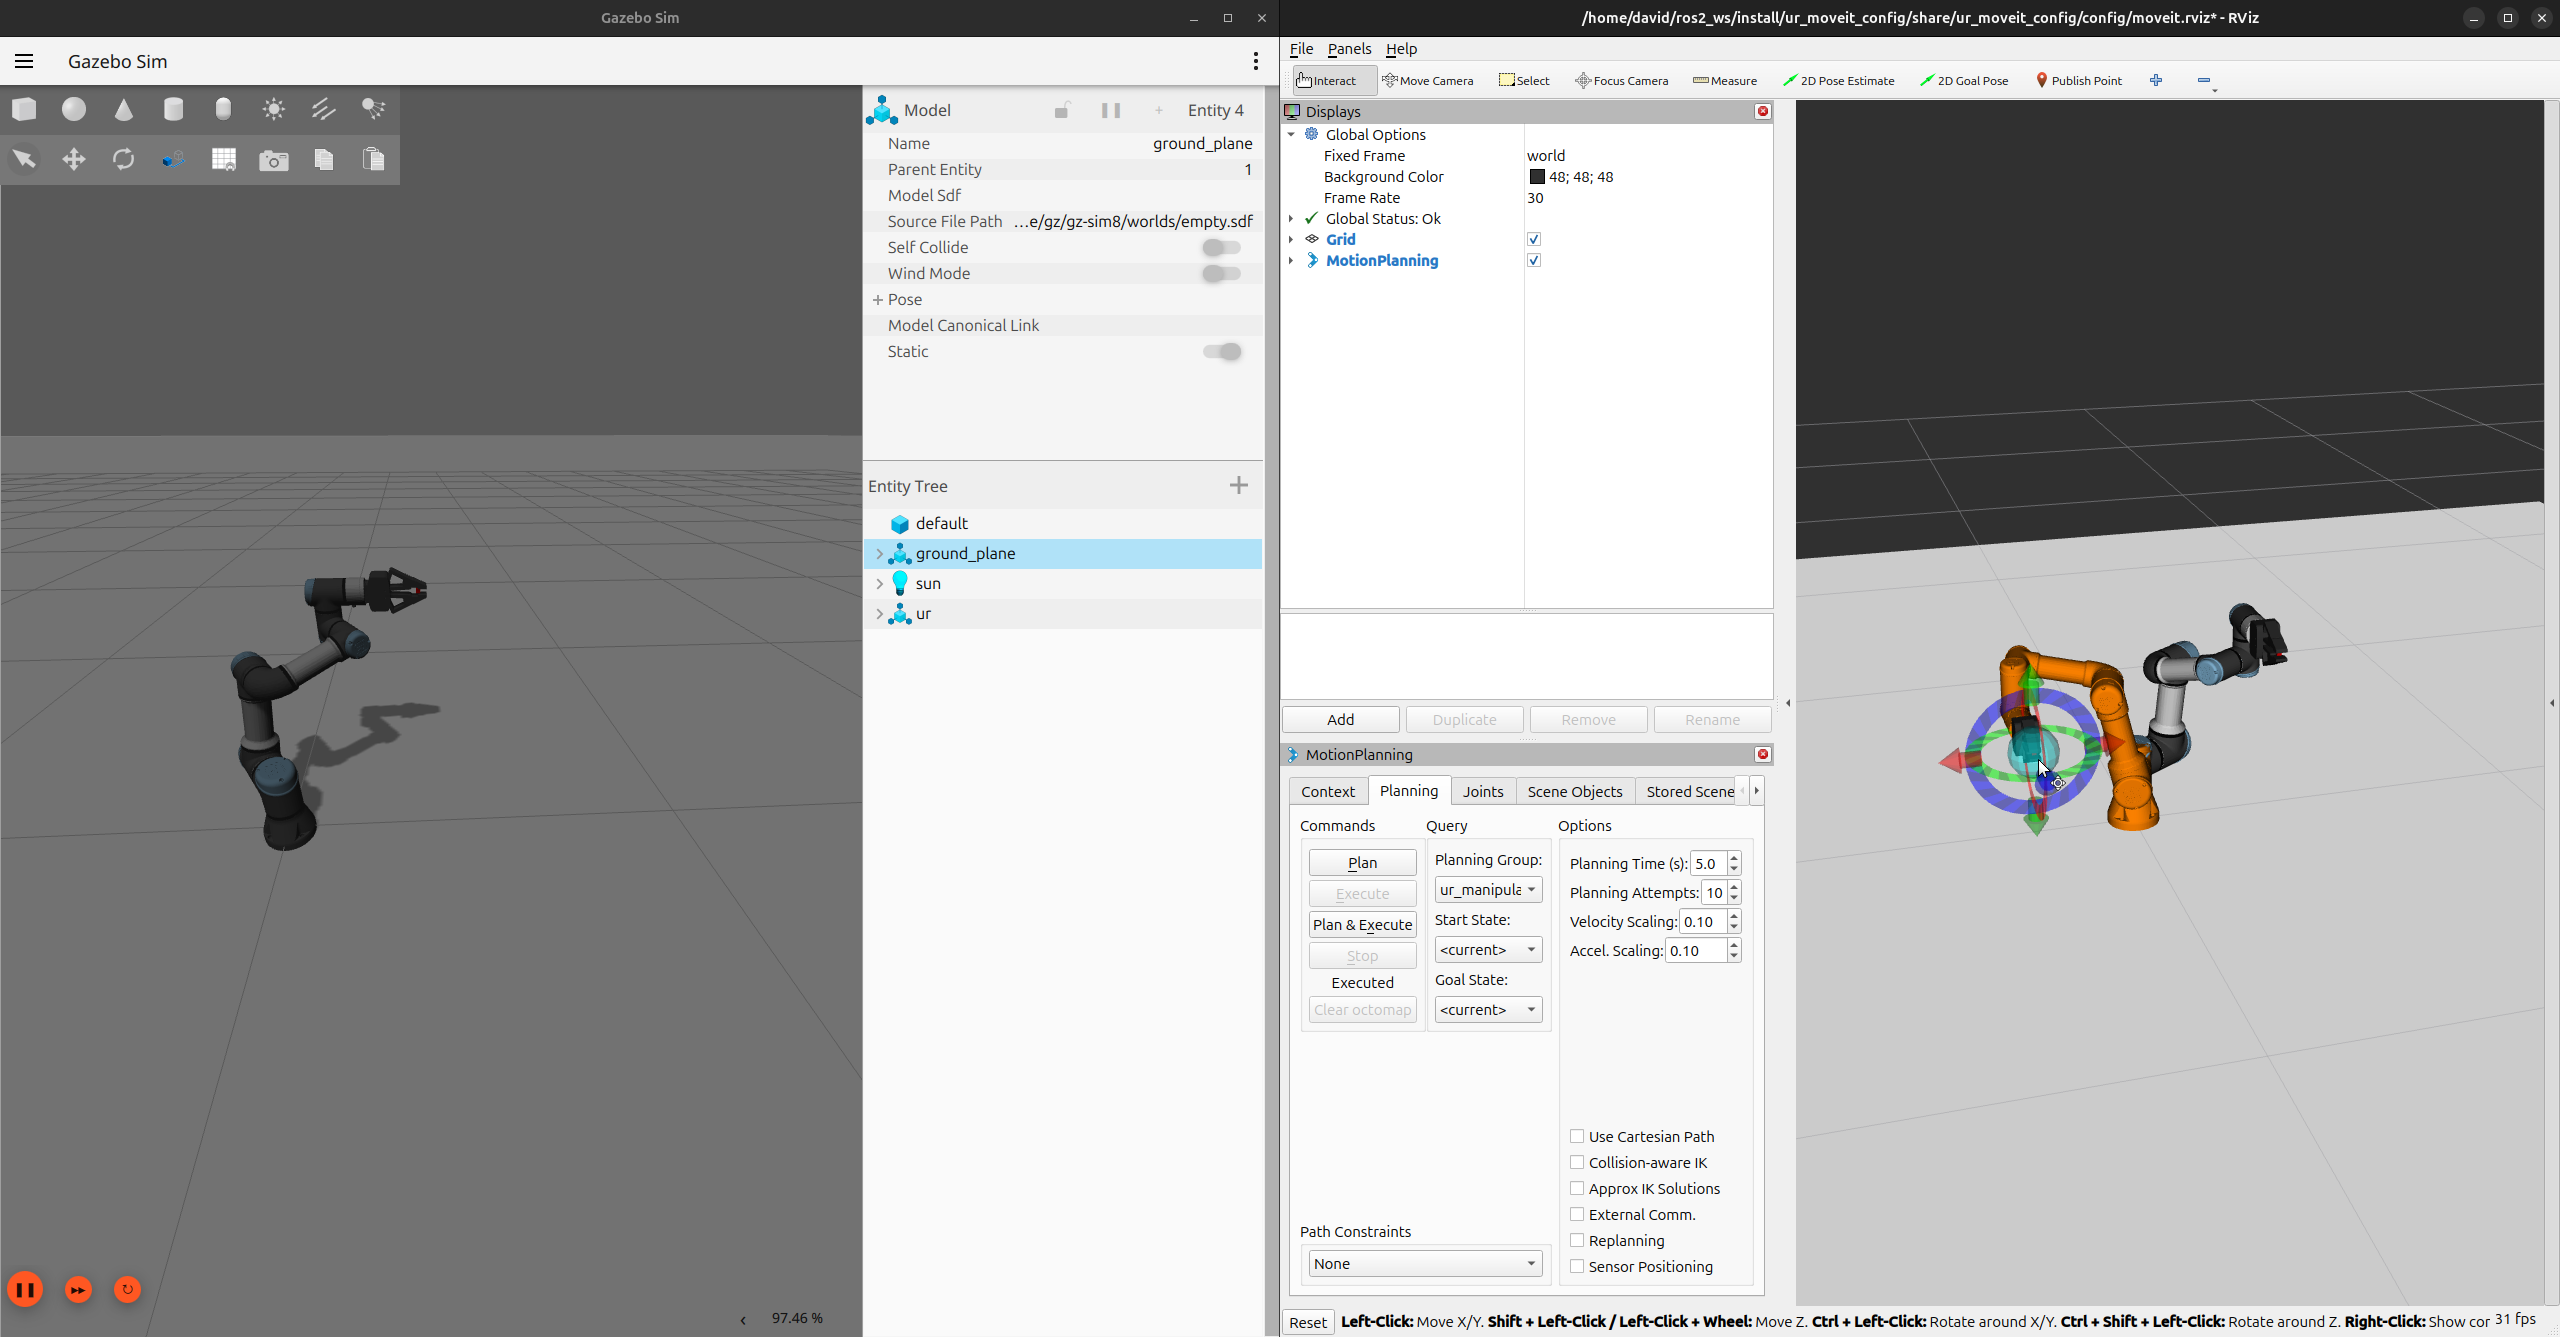 Gazebo Sim
Gazebo Sim
Model
Entity 4
Name
ground_plane
Parent Entity
1
Model Sdf
Source File Path
...e/gz/gz-sim8/worlds/empty.sdf
Self Collide
Wind Mode
Pose
Model Canonical Link
Static
Entity Tree
default
ground_plane
sun
ur
97.46 %
/home/david/ros2_ws/install/ur_moveit_config/share/ur_moveit_config/config/moveit.rviz* - RViz
File
Panels
Help
Interact
Move Camera
Select
Focus Camera
Measure
2D Pose Estimate
2D Goal Pose
Publish Point
Displays
Global Options
Fixed Frame
world
Background Color
48; 48; 48
Frame Rate
30
Global Status: Ok
Grid
MotionPlanning
Add
Duplicate
Remove
Rename
MotionPlanning
Context
Planning
Joints
Scene Objects
Stored Scene
Commands
Plan
Execute
Plan & Execute
Stop
Executed
Clear octomap
Query
Planning Group:
ur_manipula
Start State:
<current>
Goal State:
<current>
Options
Planning Time (s): 5.0
Planning Attempts: 10
Velocity Scaling: 0.10
Accel. Scaling: 0.10
Use Cartesian Path
Collision-aware IK
Approx IK Solutions
External Comm.
Replanning
Sensor Positioning
Path Constraints
None
Reset
Left-Click: Move X/Y. Shift + Left-Click / Left-Click + Wheel: Move Z. Ctrl + Left-Click: Rotate around X/Y. Ctrl + Shift + Left-Click: Rotate around Z. Right-Click: Show cor
31 fps